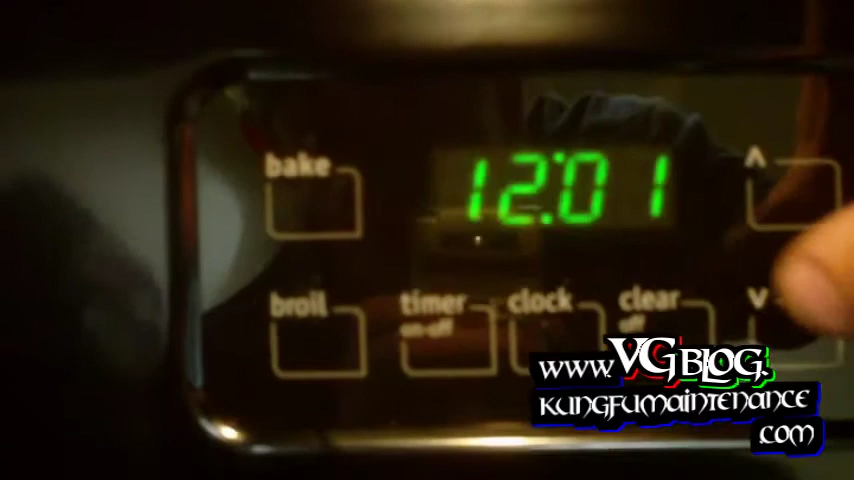 bake
12:01
^
broil
timer
on-off
clock
clear
off
v
www.VGBLOG.
KUNGFUMAINTENANCE
.COM